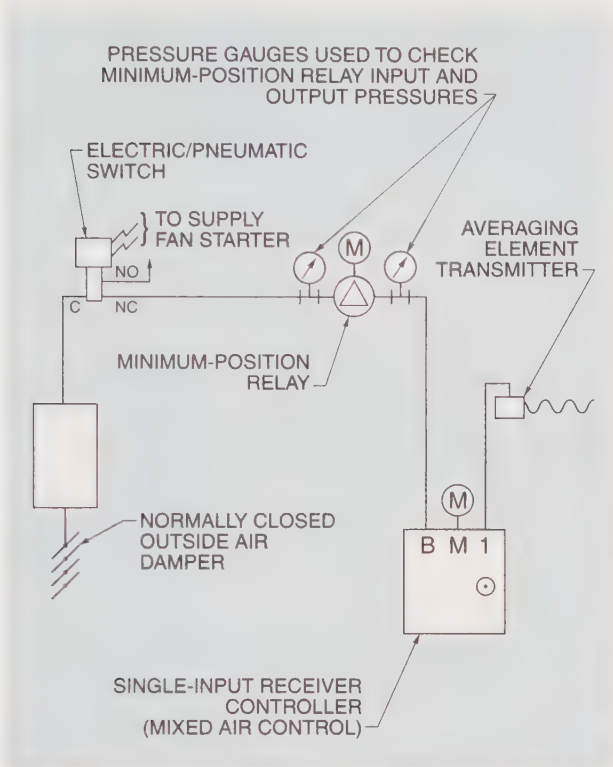 PRESSURE GAUGES USED TO CHECK
MINIMUM-POSITION RELAY INPUT AND
OUTPUT PRESSURES
ELECTRIC/PNEUMATIC
SWITCH
TO SUPPLY
FAN STARTER
AVERAGING
ELEMENT
TRANSMITTER
M
NO
C
NC
MINIMUM-POSITION
RELAY
M
B M 1
NORMALLY CLOSED
OUTSIDE AIR
DAMPER
SINGLE-INPUT RECEIVER
CONTROLLER
(MIXED AIR CONTROL)